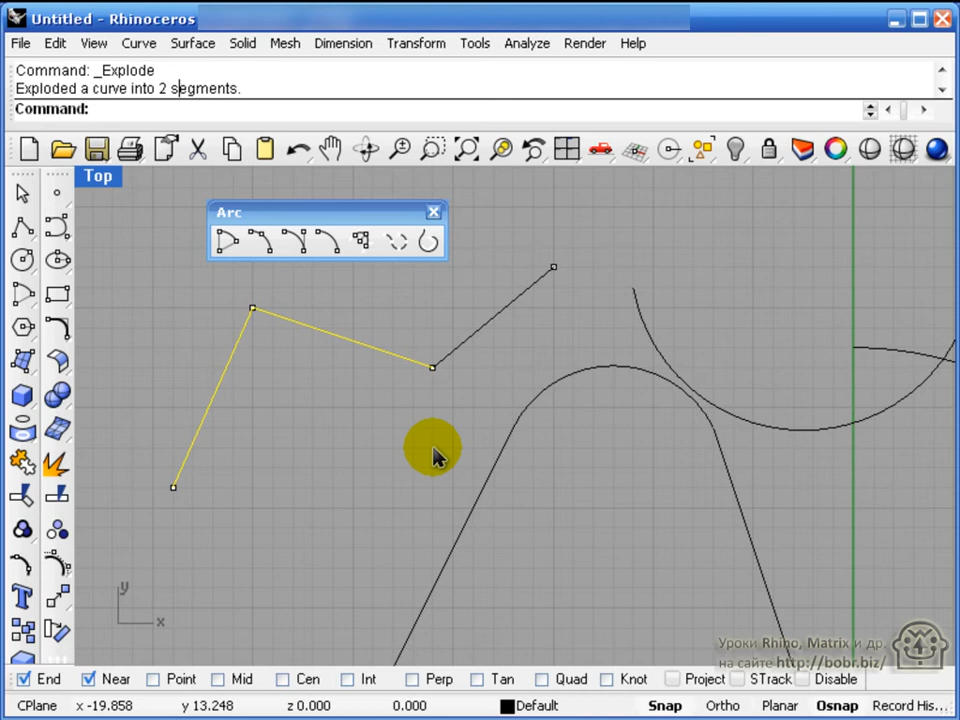 Untitled - Rhinoceros
File Edit View Curve Surface Solid Mesh Dimension Transform Tools Analyze Render Help
Command: _Explode
Exploded a curve into 2 segments.
Command:
Top
Arc
y
x
Уроки Rhino, Matrix и др.
на сайте http://bobr.biz/
End Near Point Mid Cen Int Perp Tan Quad Knot Project STrack Disable
CPlane x -19.858 y 13.248 z 0.000 0.000 Default Snap Ortho Planar Osnap Record His...